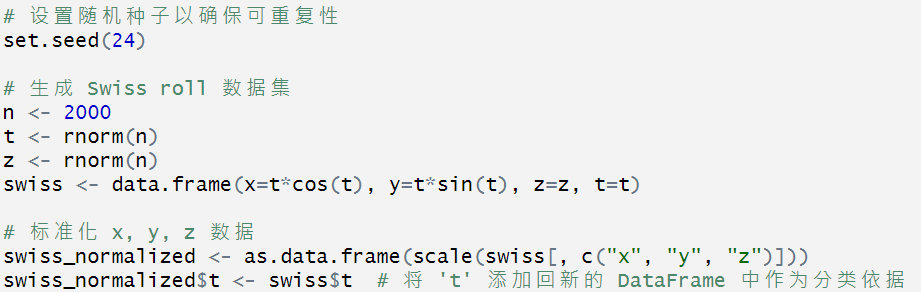 # 设置随机种子以确保可重复性
set.seed(24)
# 生成 Swiss roll 数据集
n <- 2000
t <- rnorm(n)
z <- rnorm(n)
swiss <- data.frame(x=t*cos(t), y=t*sin(t), z=z, t=t)
# 标准化 x, y, z 数据
swiss_normalized <- as.data.frame(scale(swiss[, c("x", "y", "z")]))
swiss_normalized$t <- swiss$t  # 将 't' 添加回新的 DataFrame 中作为分类依据